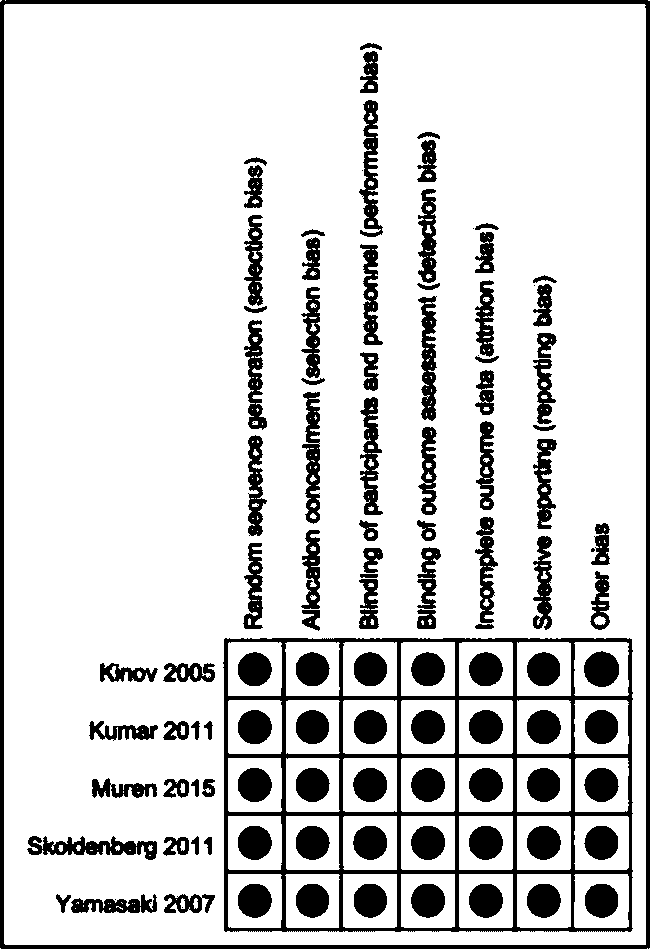 Random sequence generation (selection bias)
Allocation concealment (selection bias)
Blinding of participants and personnel (performance bias)
Blinding of outcome assessment (detection bias)
Incomplete outcome data (attrition bias)
Selective reporting (reporting bias)
Other bias
Kinov 2005
Kumar 2011
Muren 2015
Skoldenberg 2011
Yamasaki 2007